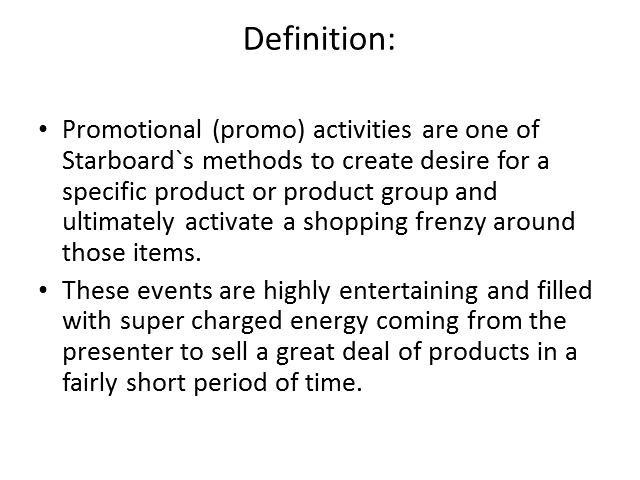 Definition:
• Promotional (promo) activities are one of
Starboard`s methods to create desire for a
specific product or product group and
ultimately activate a shopping frenzy around
those items.
• These events are highly entertaining and filled
with super charged energy coming from the
presenter to sell a great deal of products in a
fairly short period of time.